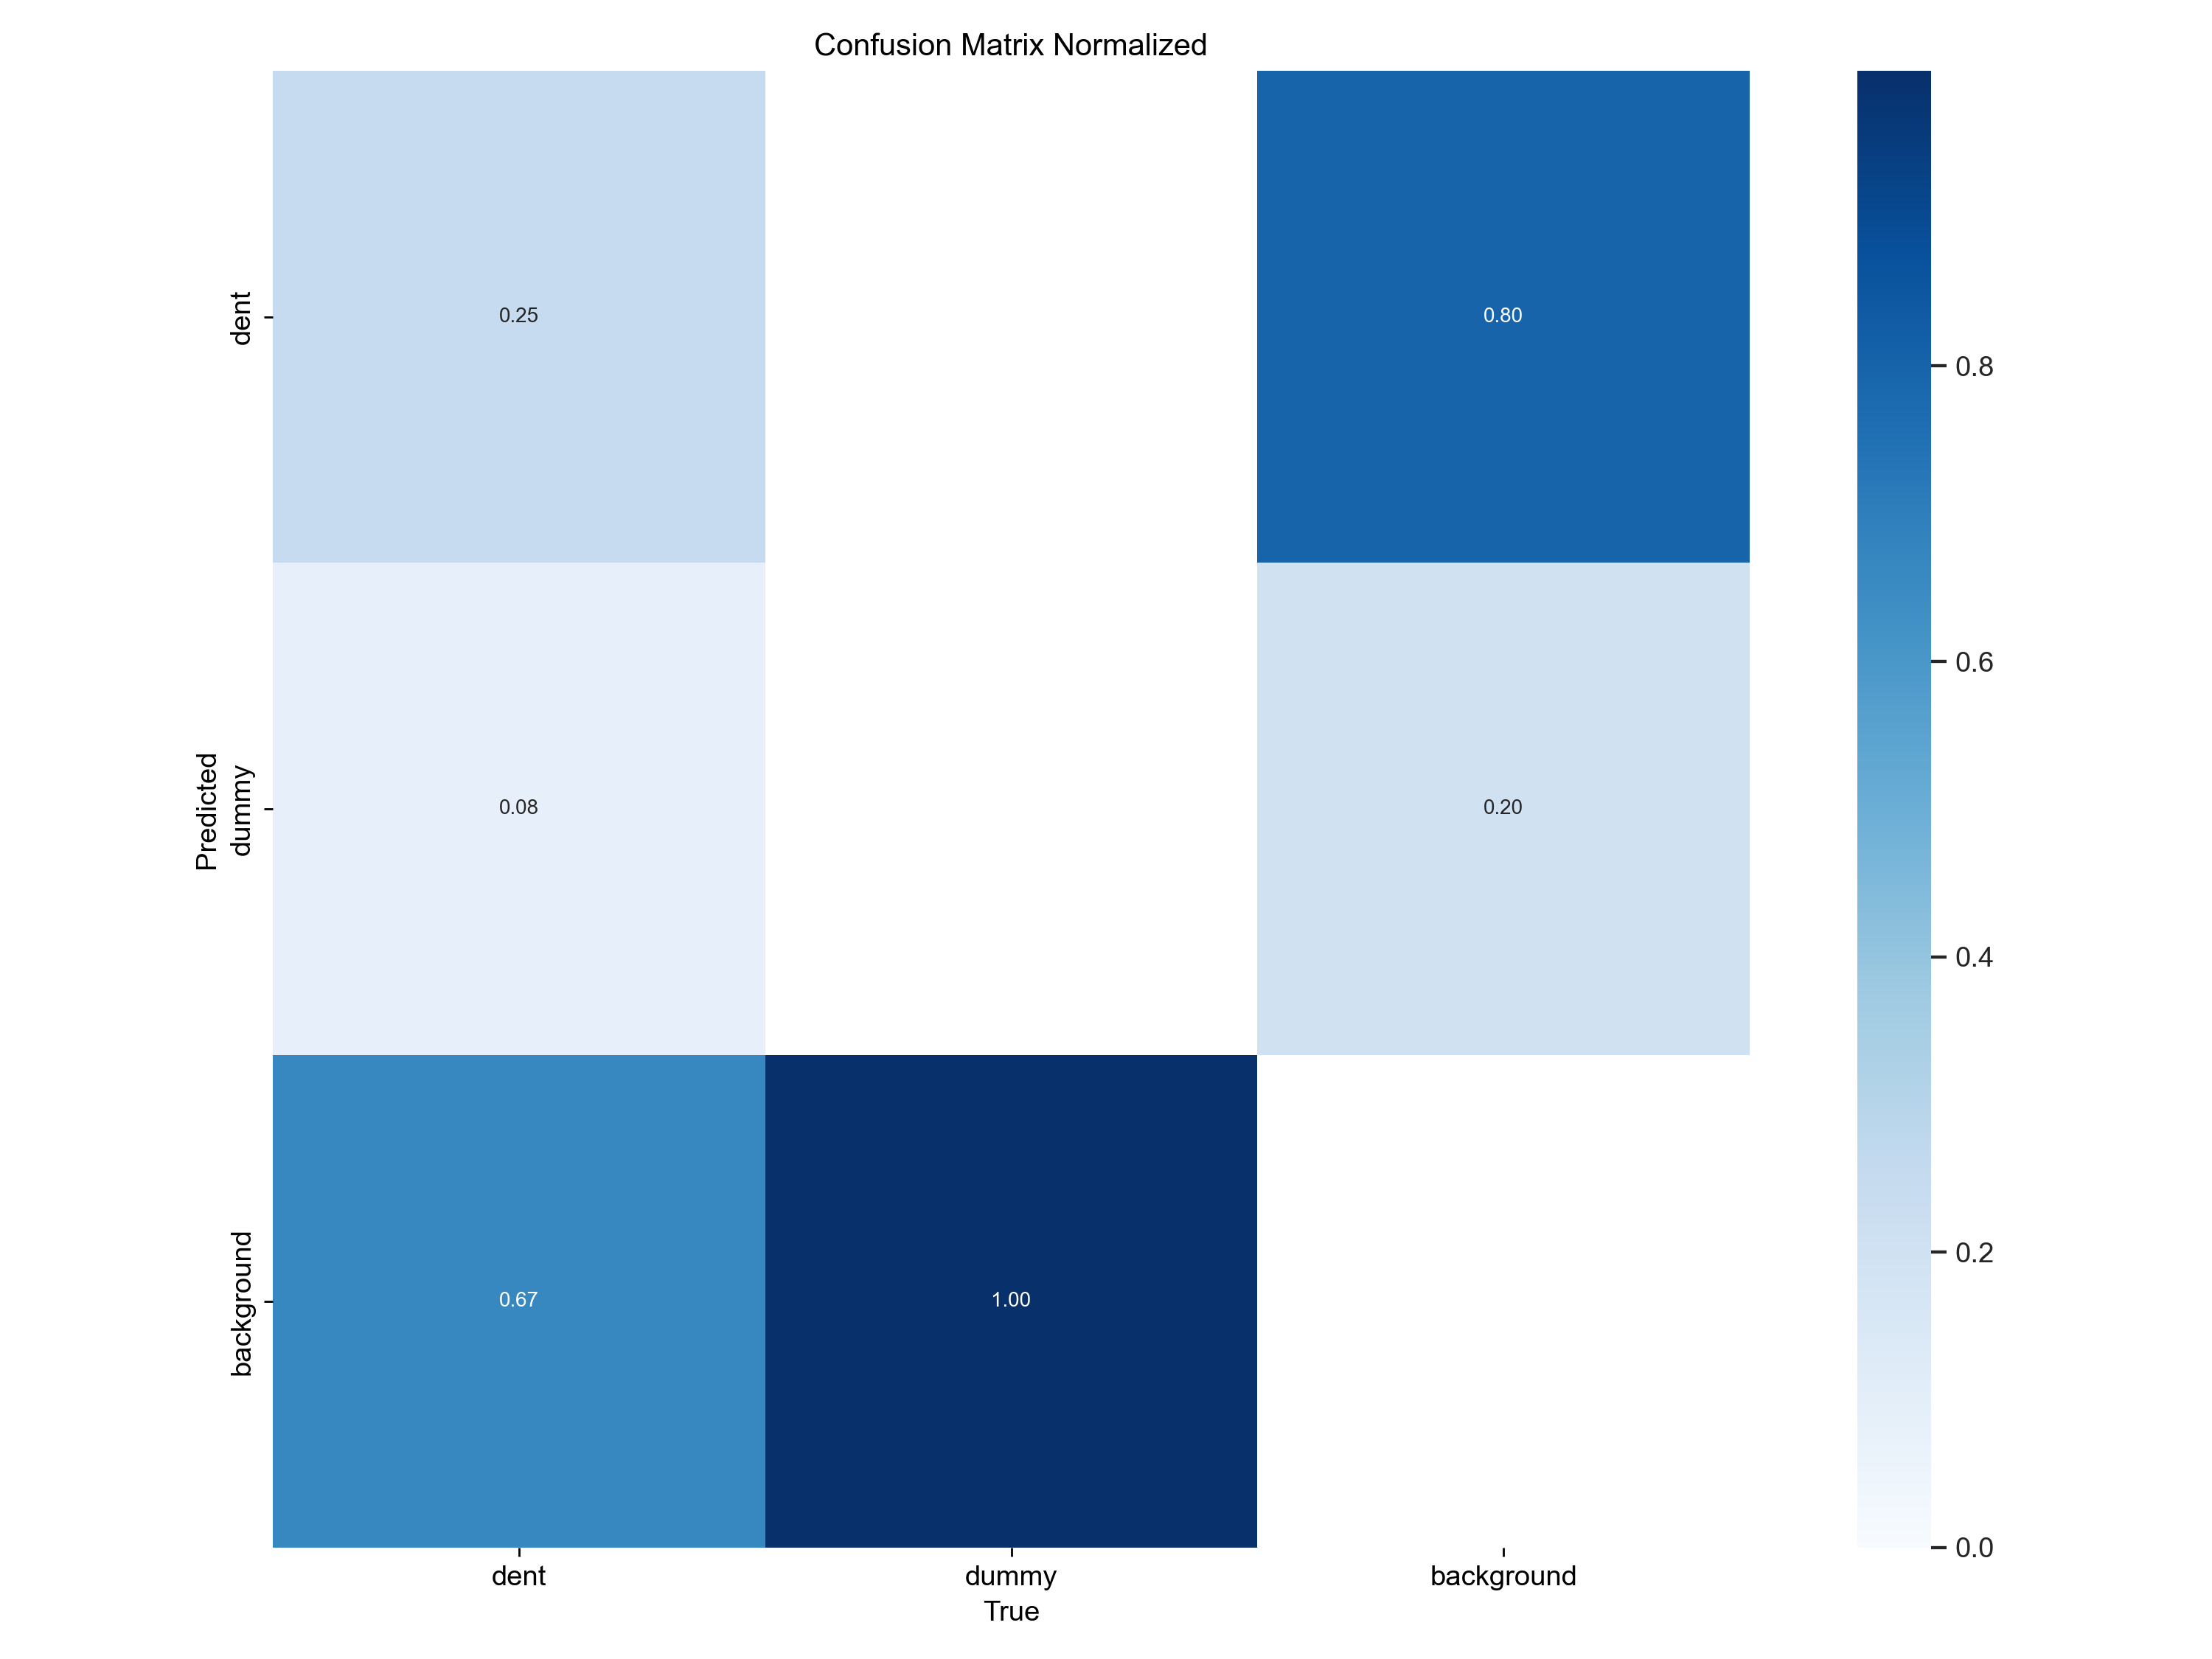 Confusion Matrix Normalized
dent
0.25
0.80
Predicted
dummy
0.08
0.20
background
0.67
1.00
dent
dummy
background
True
0.8
0.6
0.4
0.2
0.0